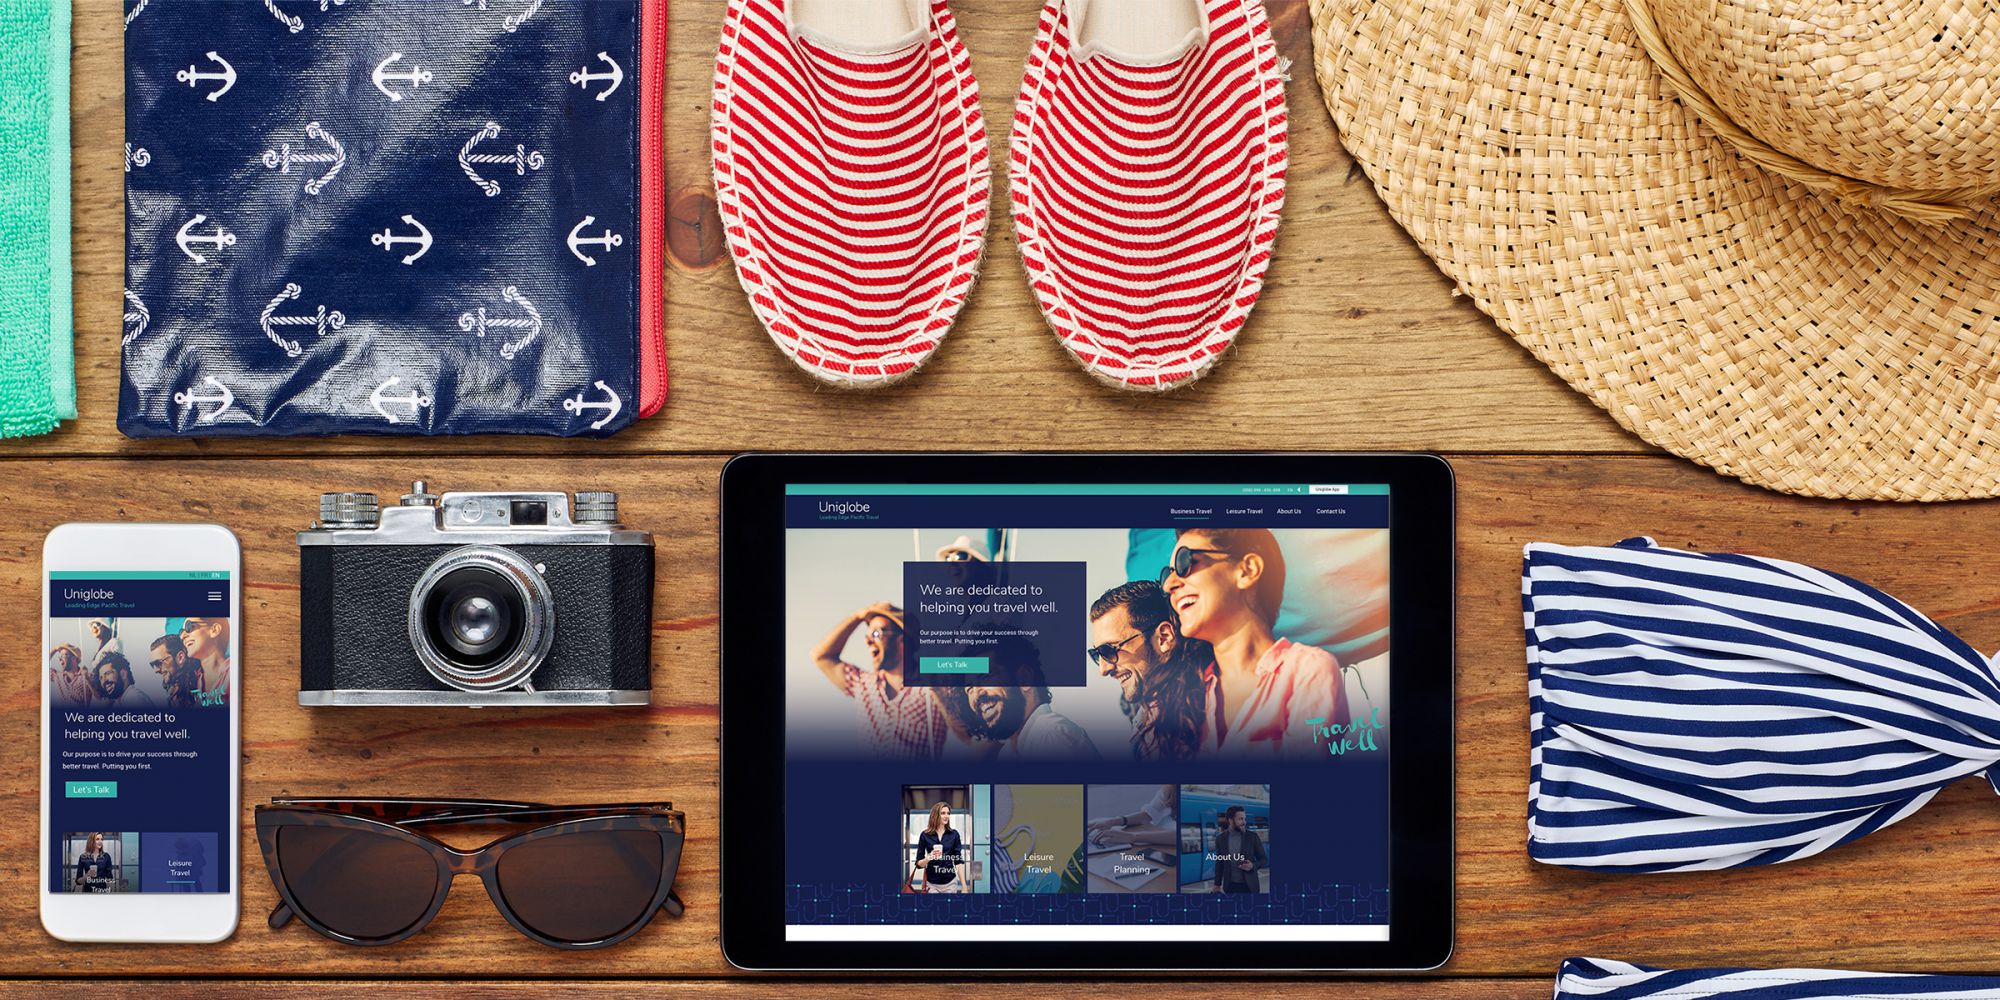 NL | FR | EN
Uniglobe
Leading Edge Pacific Travel
Travel
Well
We are dedicated to
helping you travel well.
Our purpose is to drive your success through
better travel. Putting you first.
Let's Talk
Business
Travel
Leisure
Travel
EN
Uniglobe App
Uniglobe
Leading Edge Pacific Travel
Business Travel
Leisure Travel
About Us
Contact Us
We are dedicated to
helping you travel well.
Our purpose is to drive your success through
better travel. Putting you first.
Let's Talk
Travel
Well
Business
Travel
Leisure
Travel
Travel
Planning
About Us